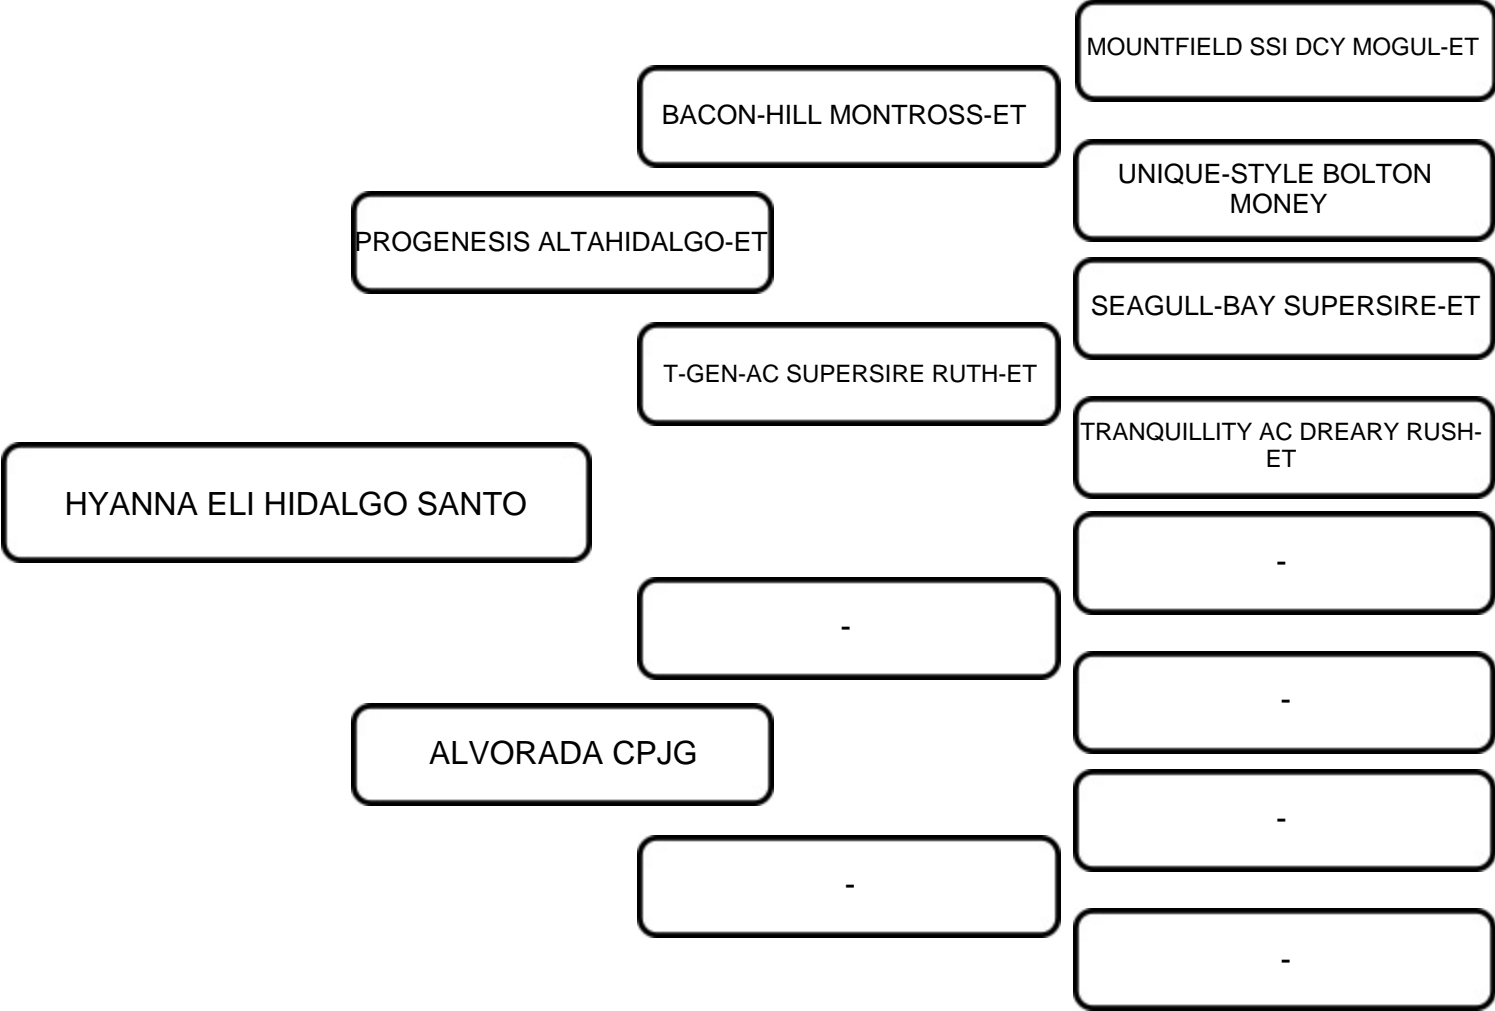 MOUNTFIELD SSI DCY MOGUL-ET
BACON-HILL MONTROSS-ET
UNIQUE-STYLE BOLTON
MONEY
PROGENESIS ALTAHIDALGO-ET
SEAGULL-BAY SUPERSIRE-ET
T-GEN-AC SUPERSIRE RUTH-ET
TRANQUILLITY AC DREARY RUSH-
ET
HYANNA ELI HIDALGO SANTO
-
-
-
ALVORADA CPJG
-
-
-